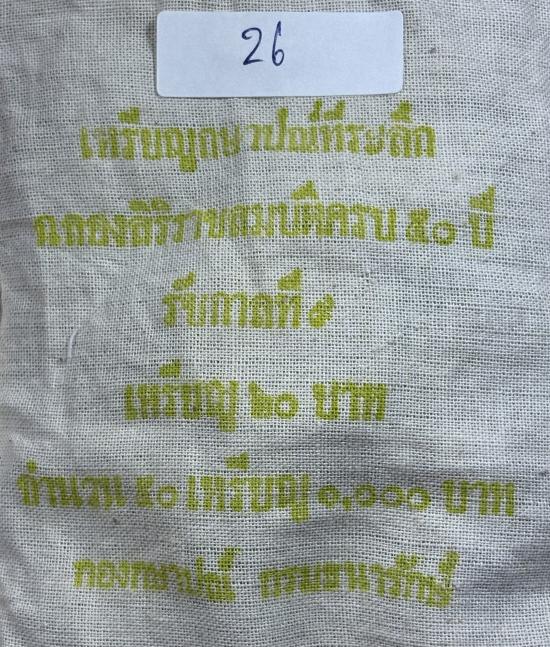 26
เหรียญกษาปณ์ที่ระลึก
ฉลองสิริราชสมบัติครบ ๕๐ ปี
รัชกาลที่ ๙
เหรียญ ๒๐ บาท
จำนวน ๕๐ เหรียญ ๑,๐๐๐ บาท
กองกษาปณ์ กรมธนารักษ์